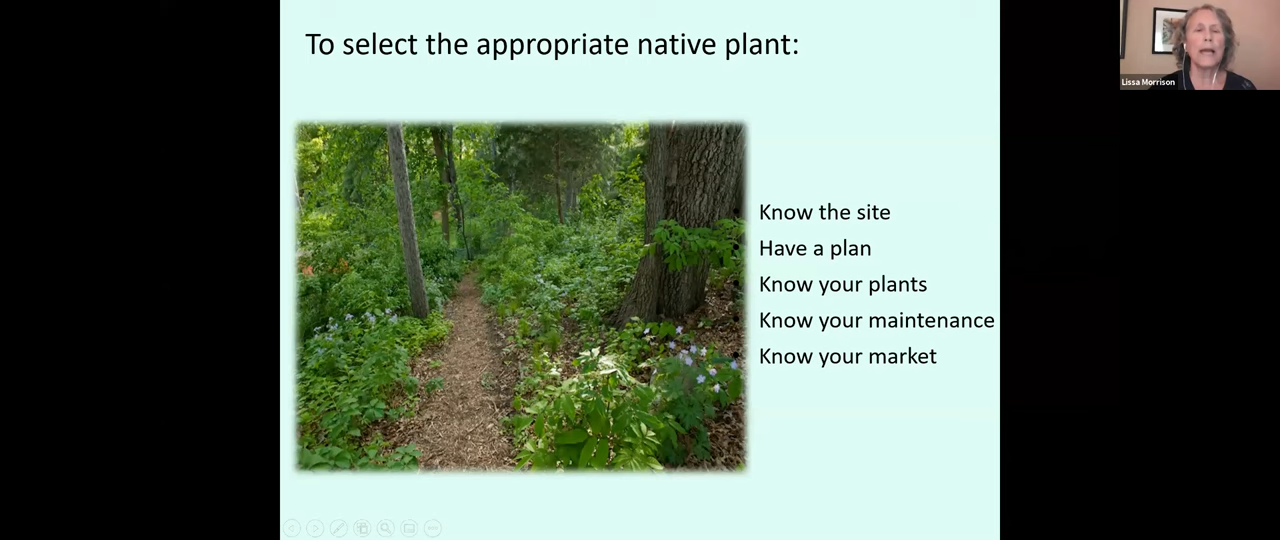 To select the appropriate native plant:
Know the site
Have a plan
Know your plants
Know your maintenance
Know your market
Lissa Morrison